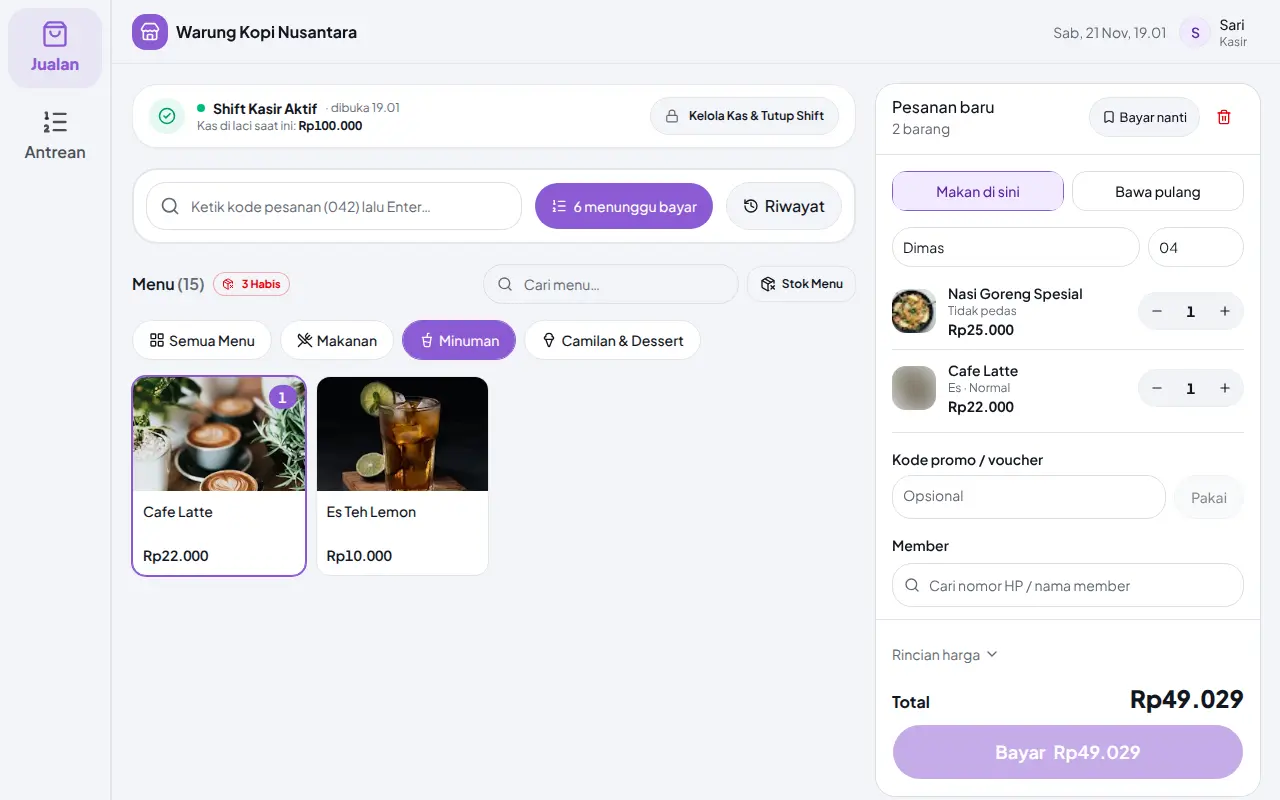 Jualan
Antrean
Warung Kopi Nusantara
Sab, 21 Nov, 19.01
S
Sari
Kasir
Shift Kasir Aktif · dibuka 19.01
Kas di laci saat ini: Rp100.000
Kelola Kas & Tutup Shift
Ketik kode pesanan (042) lalu Enter...
6 menunggu bayar
Riwayat
Menu (15)
3 Habis
Cari menu...
Stok Menu
Semua Menu
Makanan
Minuman
Camilan & Dessert
1
Cafe Latte
Rp22.000
Es Teh Lemon
Rp10.000
Pesanan baru
2 barang
Bayar nanti
Makan di sini
Bawa pulang
Dimas
04
Nasi Goreng Spesial
Tidak pedas
Rp25.000
− 1 +
Cafe Latte
Es · Normal
Rp22.000
− 1 +
Kode promo / voucher
Opsional
Pakai
Member
Cari nomor HP / nama member
Rincian harga
Total
Rp49.029
Bayar Rp49.029